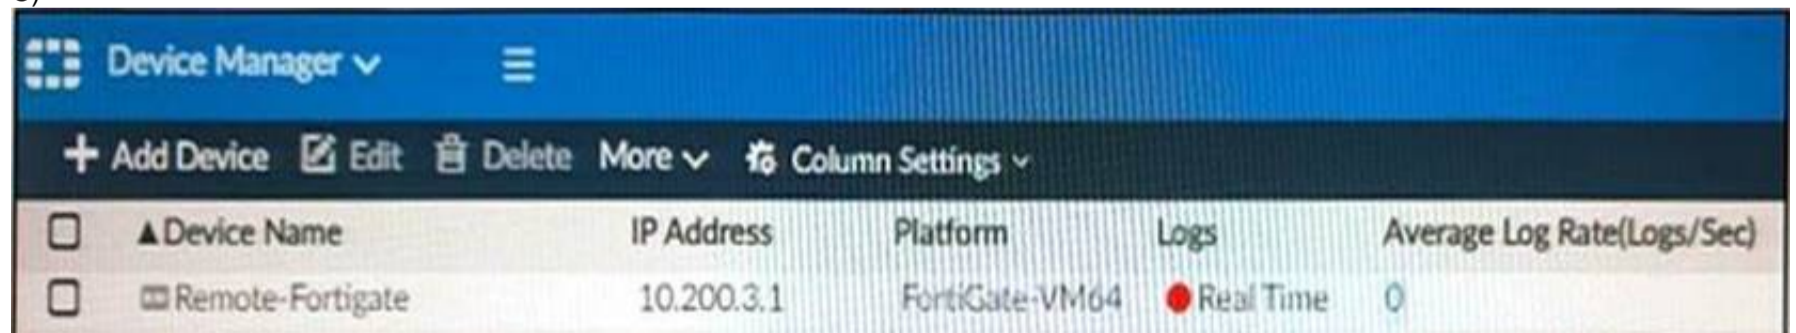 Device Manager
Add Device Edit Delete More Column Settings
Device Name IP Address Platform Logs Average Log Rate(Logs/Sec)
Remote-Fortigate 10.200.3.1 FortiGate-VM64 Real Time 0